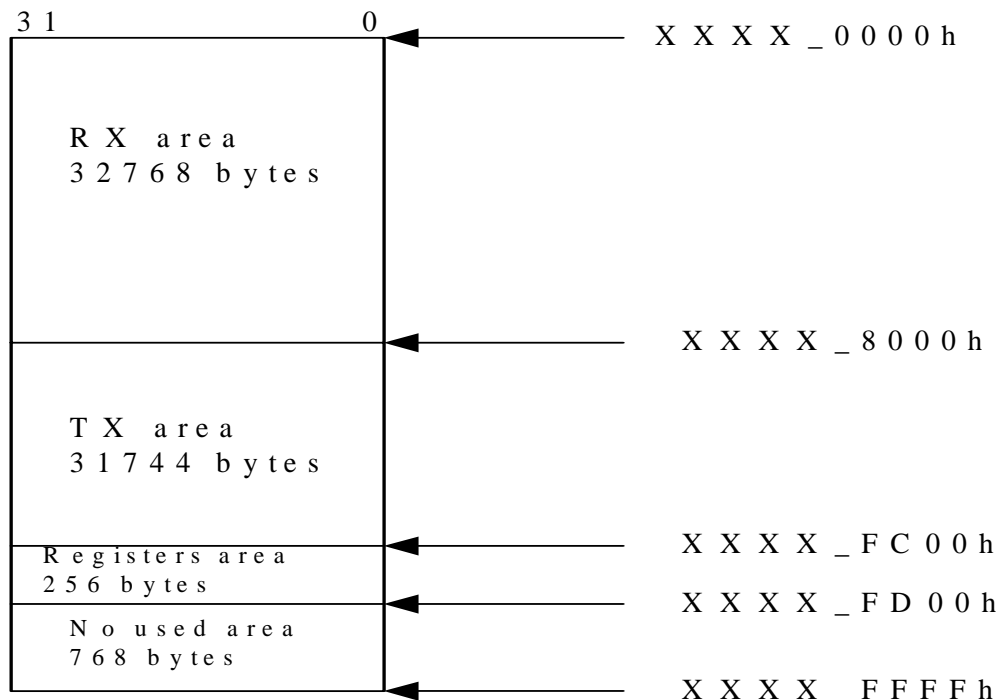 31 0
XXXX_0000h
RX area
32768 bytes
XXXX_8000h
TX area
31744 bytes
XXXX_FC00h
Registers area
256 bytes
XXXX_FD00h
No used area
768 bytes
XXXX_FFFFh